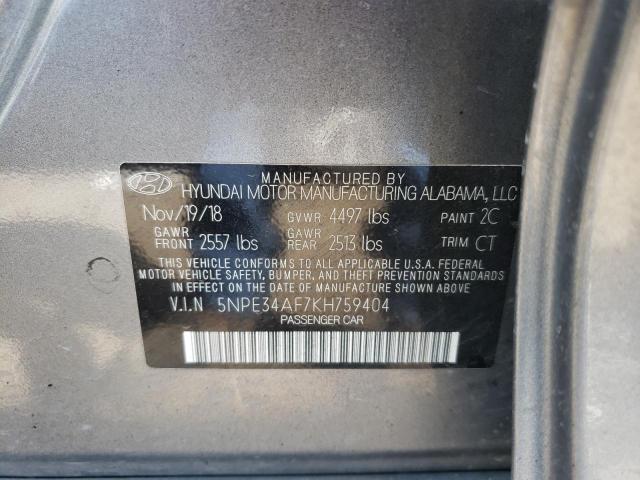 MANUFACTURED BY
HYUNDAI MOTOR MANUFACTURING ALABAMA, LLC
Nov/19/18 GVWR 4497 lbs PAINT 2C
GAWR FRONT 2557 lbs GAWR REAR 2513 lbs TRIM CT
THIS VEHICLE CONFORMS TO ALL APPLICABLE U.S.A. FEDERAL
MOTOR VEHICLE SAFETY, BUMPER, AND THEFT PREVENTION STANDARDS
IN EFFECT ON THE DATE OF MANUFACTURE SHOWN ABOVE.
V.I.N 5NPE34AF7KH759404
PASSENGER CAR